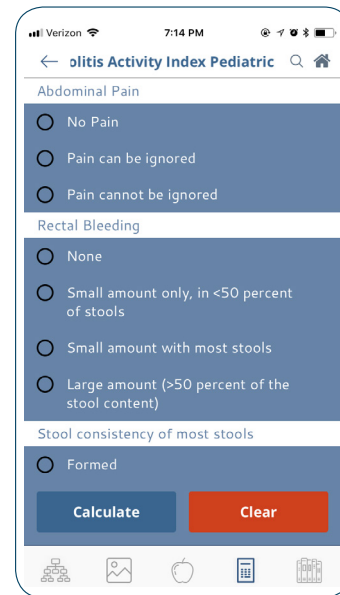 Verizon 7:14 PM
olitis Activity Index Pediatric
Abdominal Pain
No Pain
Pain can be ignored
Pain cannot be ignored
Rectal Bleeding
None
Small amount only, in <50 percent
of stools
Small amount with most stools
Large amount (>50 percent of the
stool content)
Stool consistency of most stools
Formed
Calculate Clear